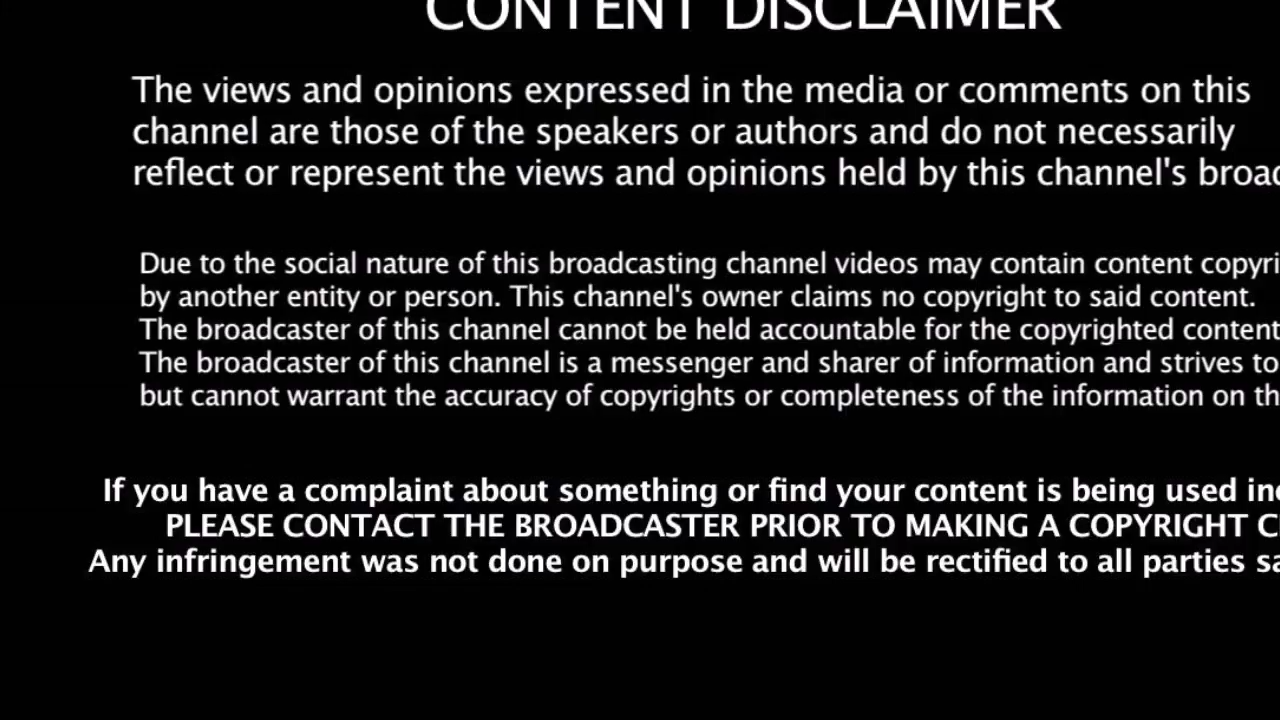 CONTENT DISCLAIMER
The views and opinions expressed in the media or comments on this
channel are those of the speakers or authors and do not necessarily
reflect or represent the views and opinions held by this channel's
Due to the social nature of this broadcasting channel videos may contain content
by another entity or person. This channel's owner claims no copyright to said content.
The broadcaster of this channel cannot be held accountable for the copyrighted content
The broadcaster of this channel is a messenger and sharer of information and strives to
but cannot warrant the accuracy of copyrights or completeness of the information on
If you have a complaint about something or find your content is being used
PLEASE CONTACT THE BROADCASTER PRIOR TO MAKING A COPYRIGHT
Any infringement was not done on purpose and will be rectified to all parties